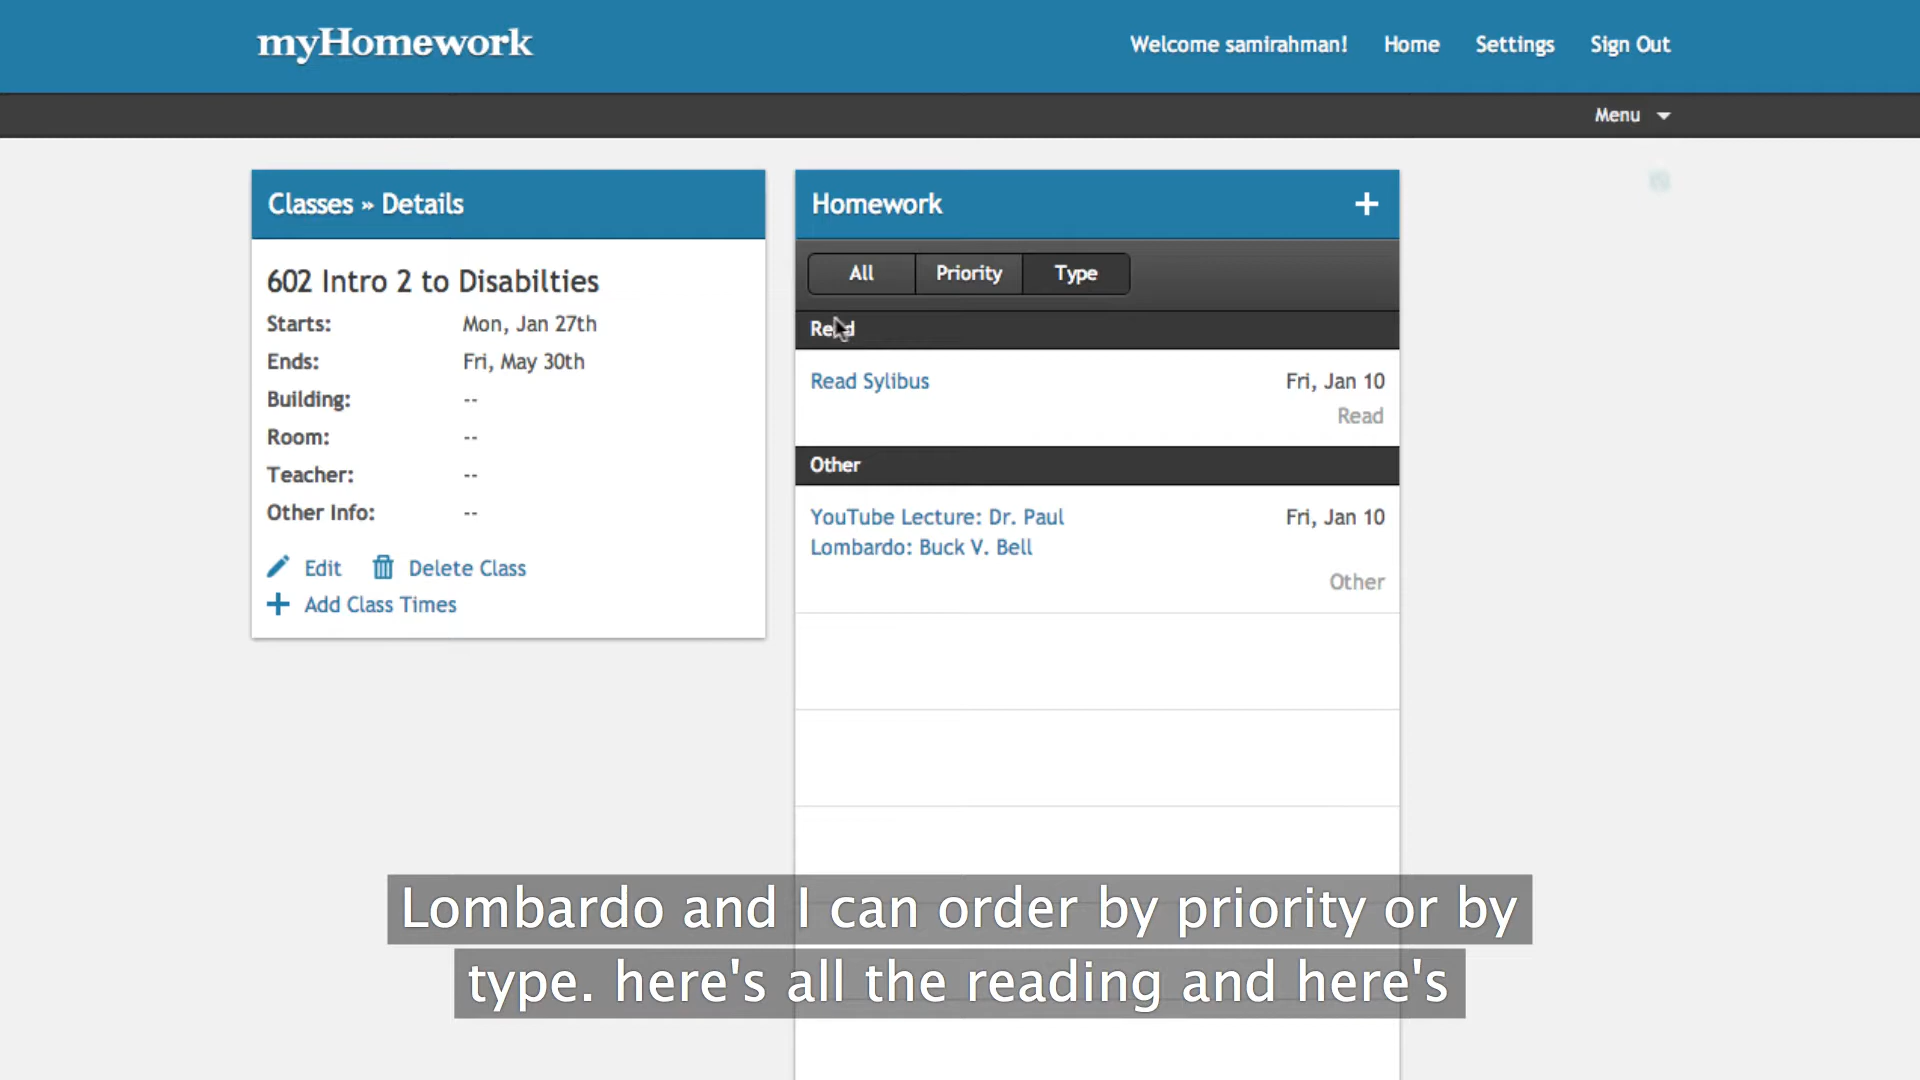 myHomework
Welcome samirahman! Home Settings Sign Out
Menu
Classes » Details
602 Intro 2 to Disabilties
Starts: Mon, Jan 27th
Ends: Fri, May 30th
Building: --
Room: --
Teacher: --
Other Info: --
Edit Delete Class
Add Class Times
Homework
All Priority Type
Read
Read Sylibus Fri, Jan 10
Read
Other
YouTube Lecture: Dr. Paul Fri, Jan 10
Lombardo: Buck V. Bell
Other
Lombardo and I can order by priority or by
type. here's all the reading and here's